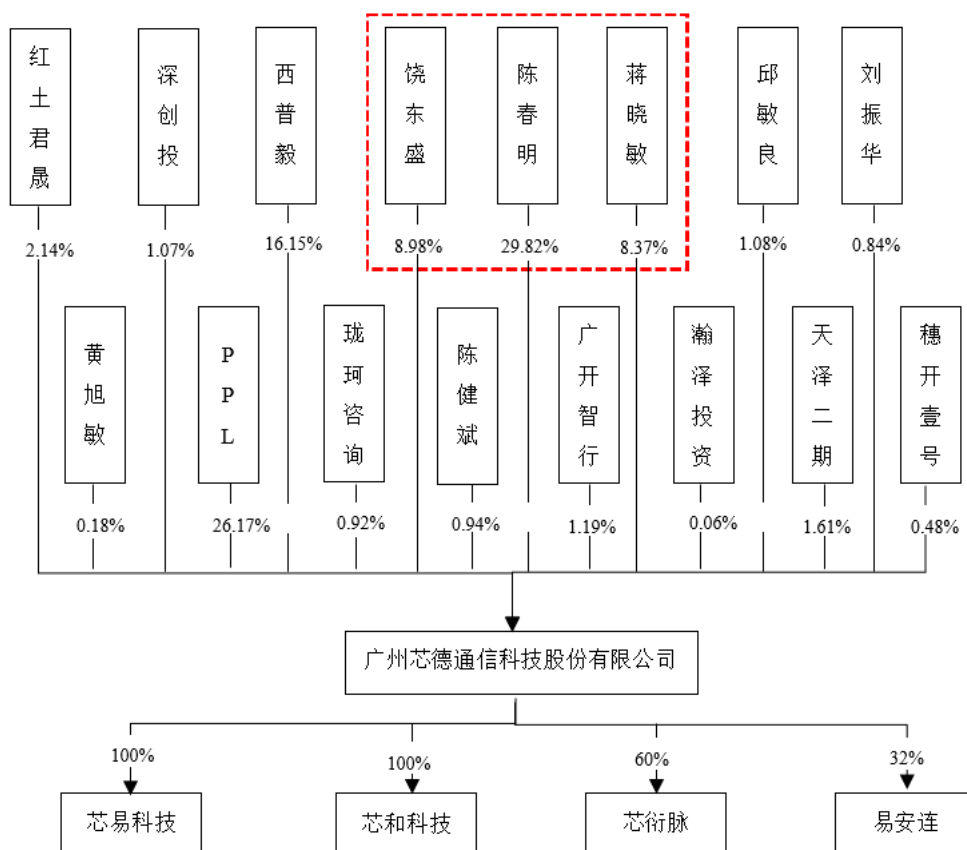 红土君晟
深创投
西普毅
饶东盛
陈春明
蒋晓敏
邱敏良
刘振华
2.14%
1.07%
16.15%
8.98%
29.82%
8.37%
1.08%
0.84%
黄旭敏
PPL
珑珂咨询
陈健斌
广开智行
瀚泽投资
天泽二期
穗开壹号
0.18%
26.17%
0.92%
0.94%
1.19%
0.06%
1.61%
0.48%
广州芯德通信科技股份有限公司
100%
100%
60%
32%
芯易科技
芯和科技
芯衍脉
易安连